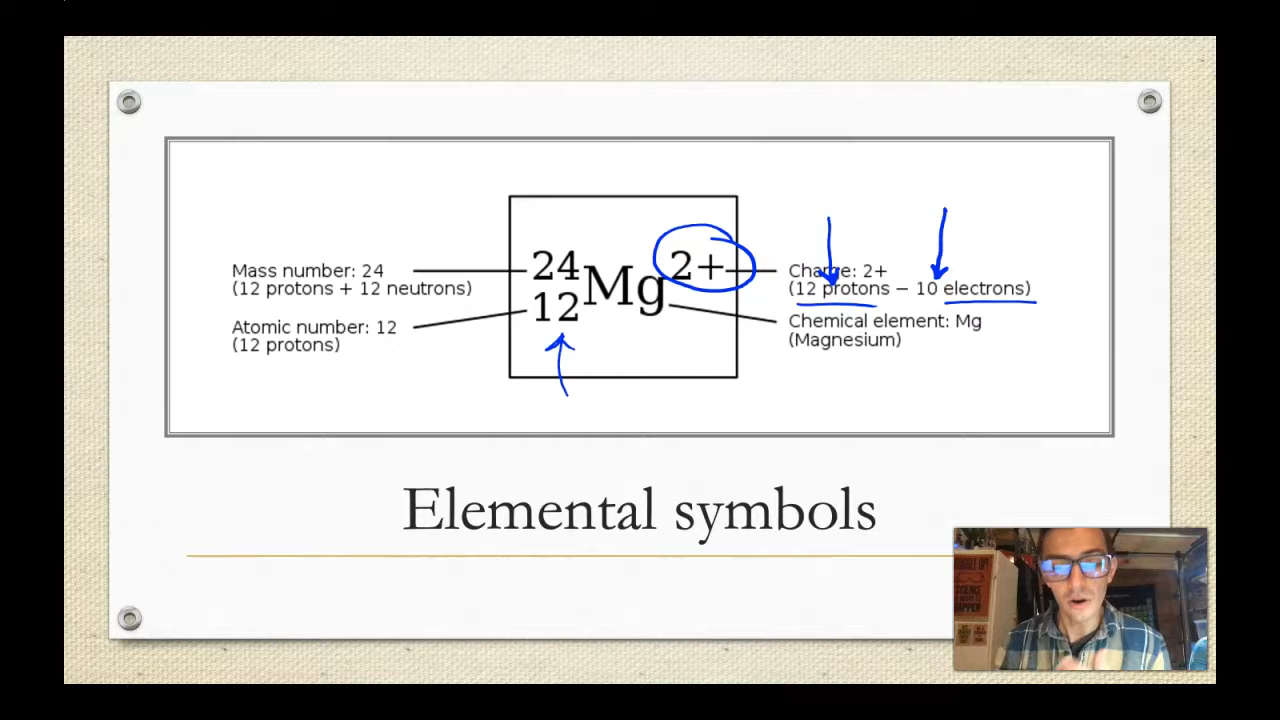 Mass number: 24
(12 protons + 12 neutrons)
Atomic number: 12
(12 protons)
24
12
Mg
2+
Charge: 2+
(12 protons − 10 electrons)
Chemical element: Mg
(Magnesium)
Elemental symbols
SCIENCE